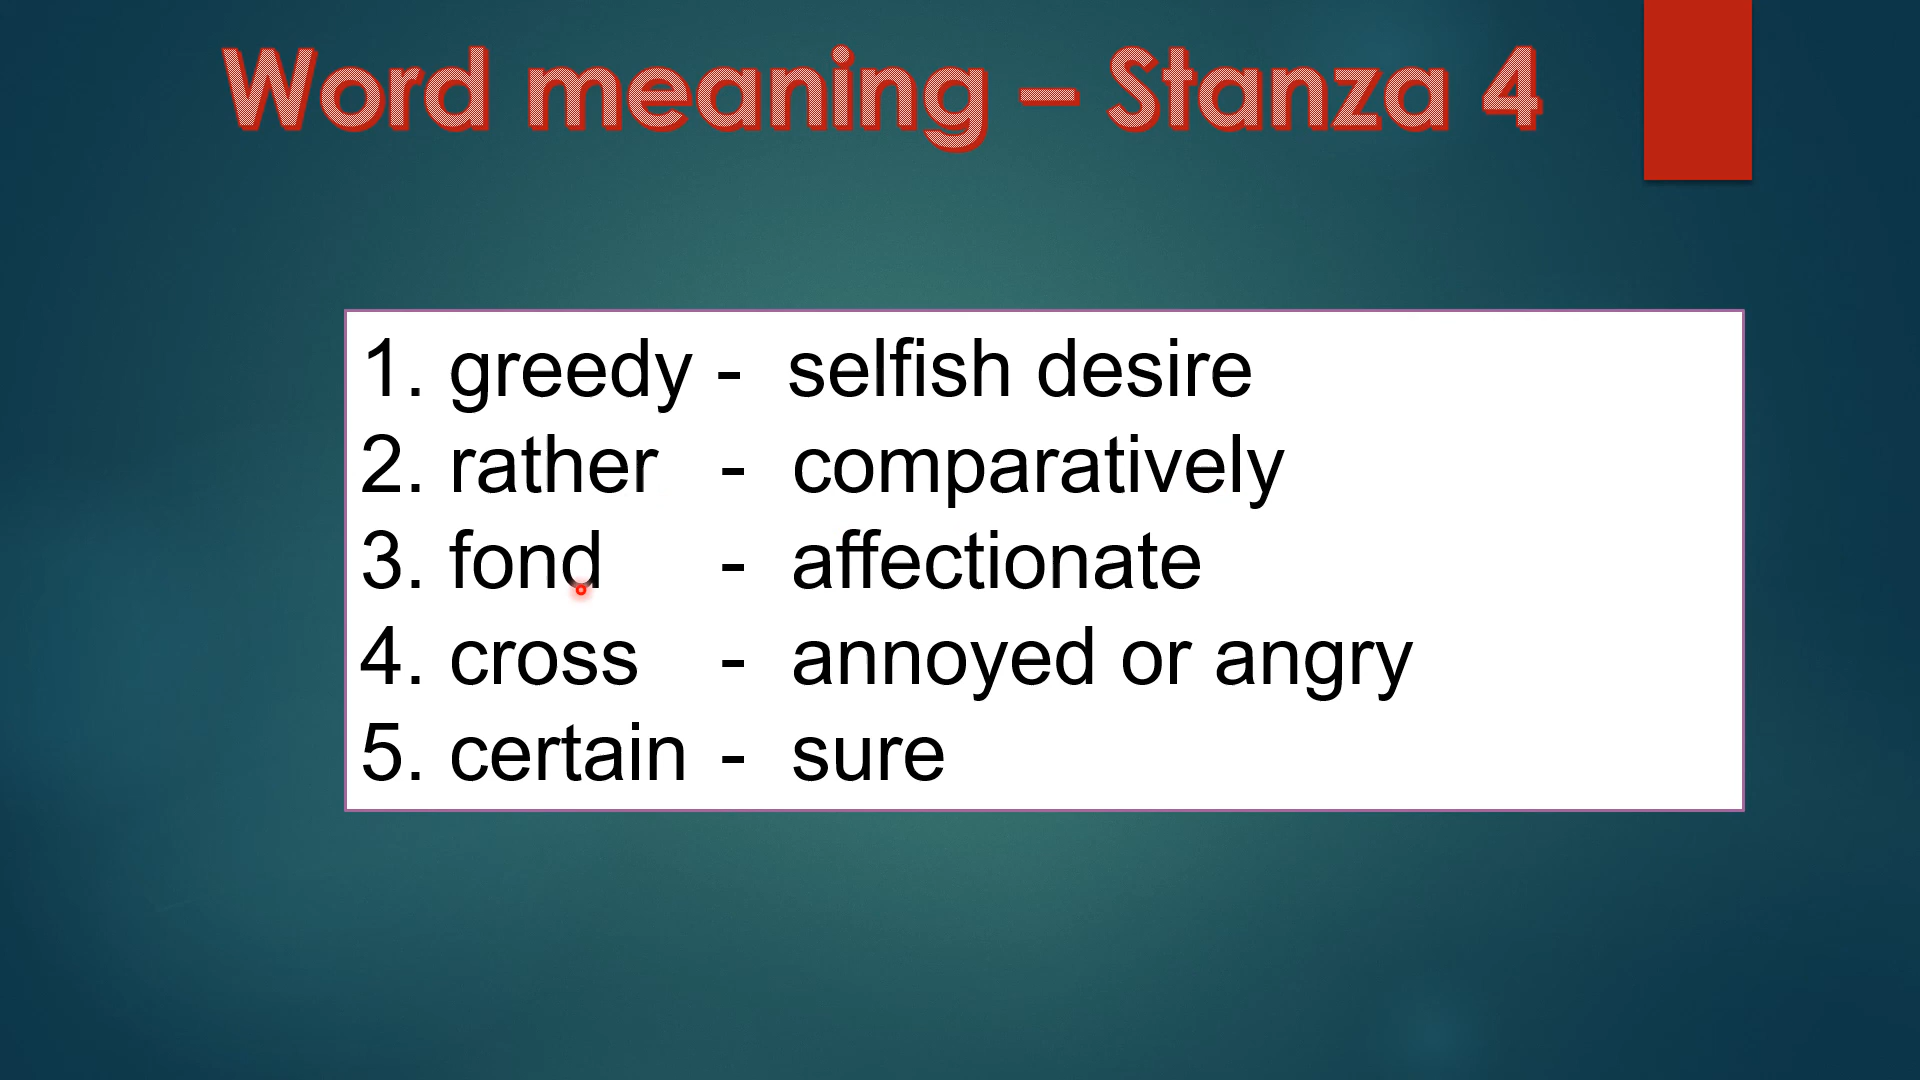 Word meaning – Stanza 4
1. greedy - selfish desire
2. rather - comparatively
3. fond - affectionate
4. cross - annoyed or angry
5. certain - sure